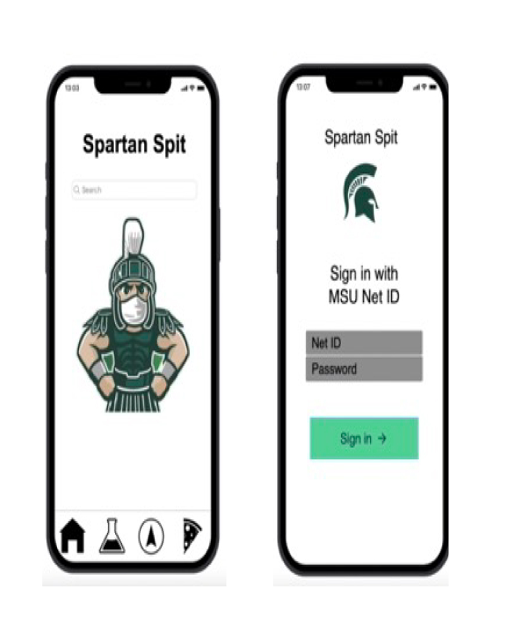 13:03
Spartan Spit
Search
13:07
Spartan Spit
Sign in with
MSU Net ID
Net ID
Password
Sign in →